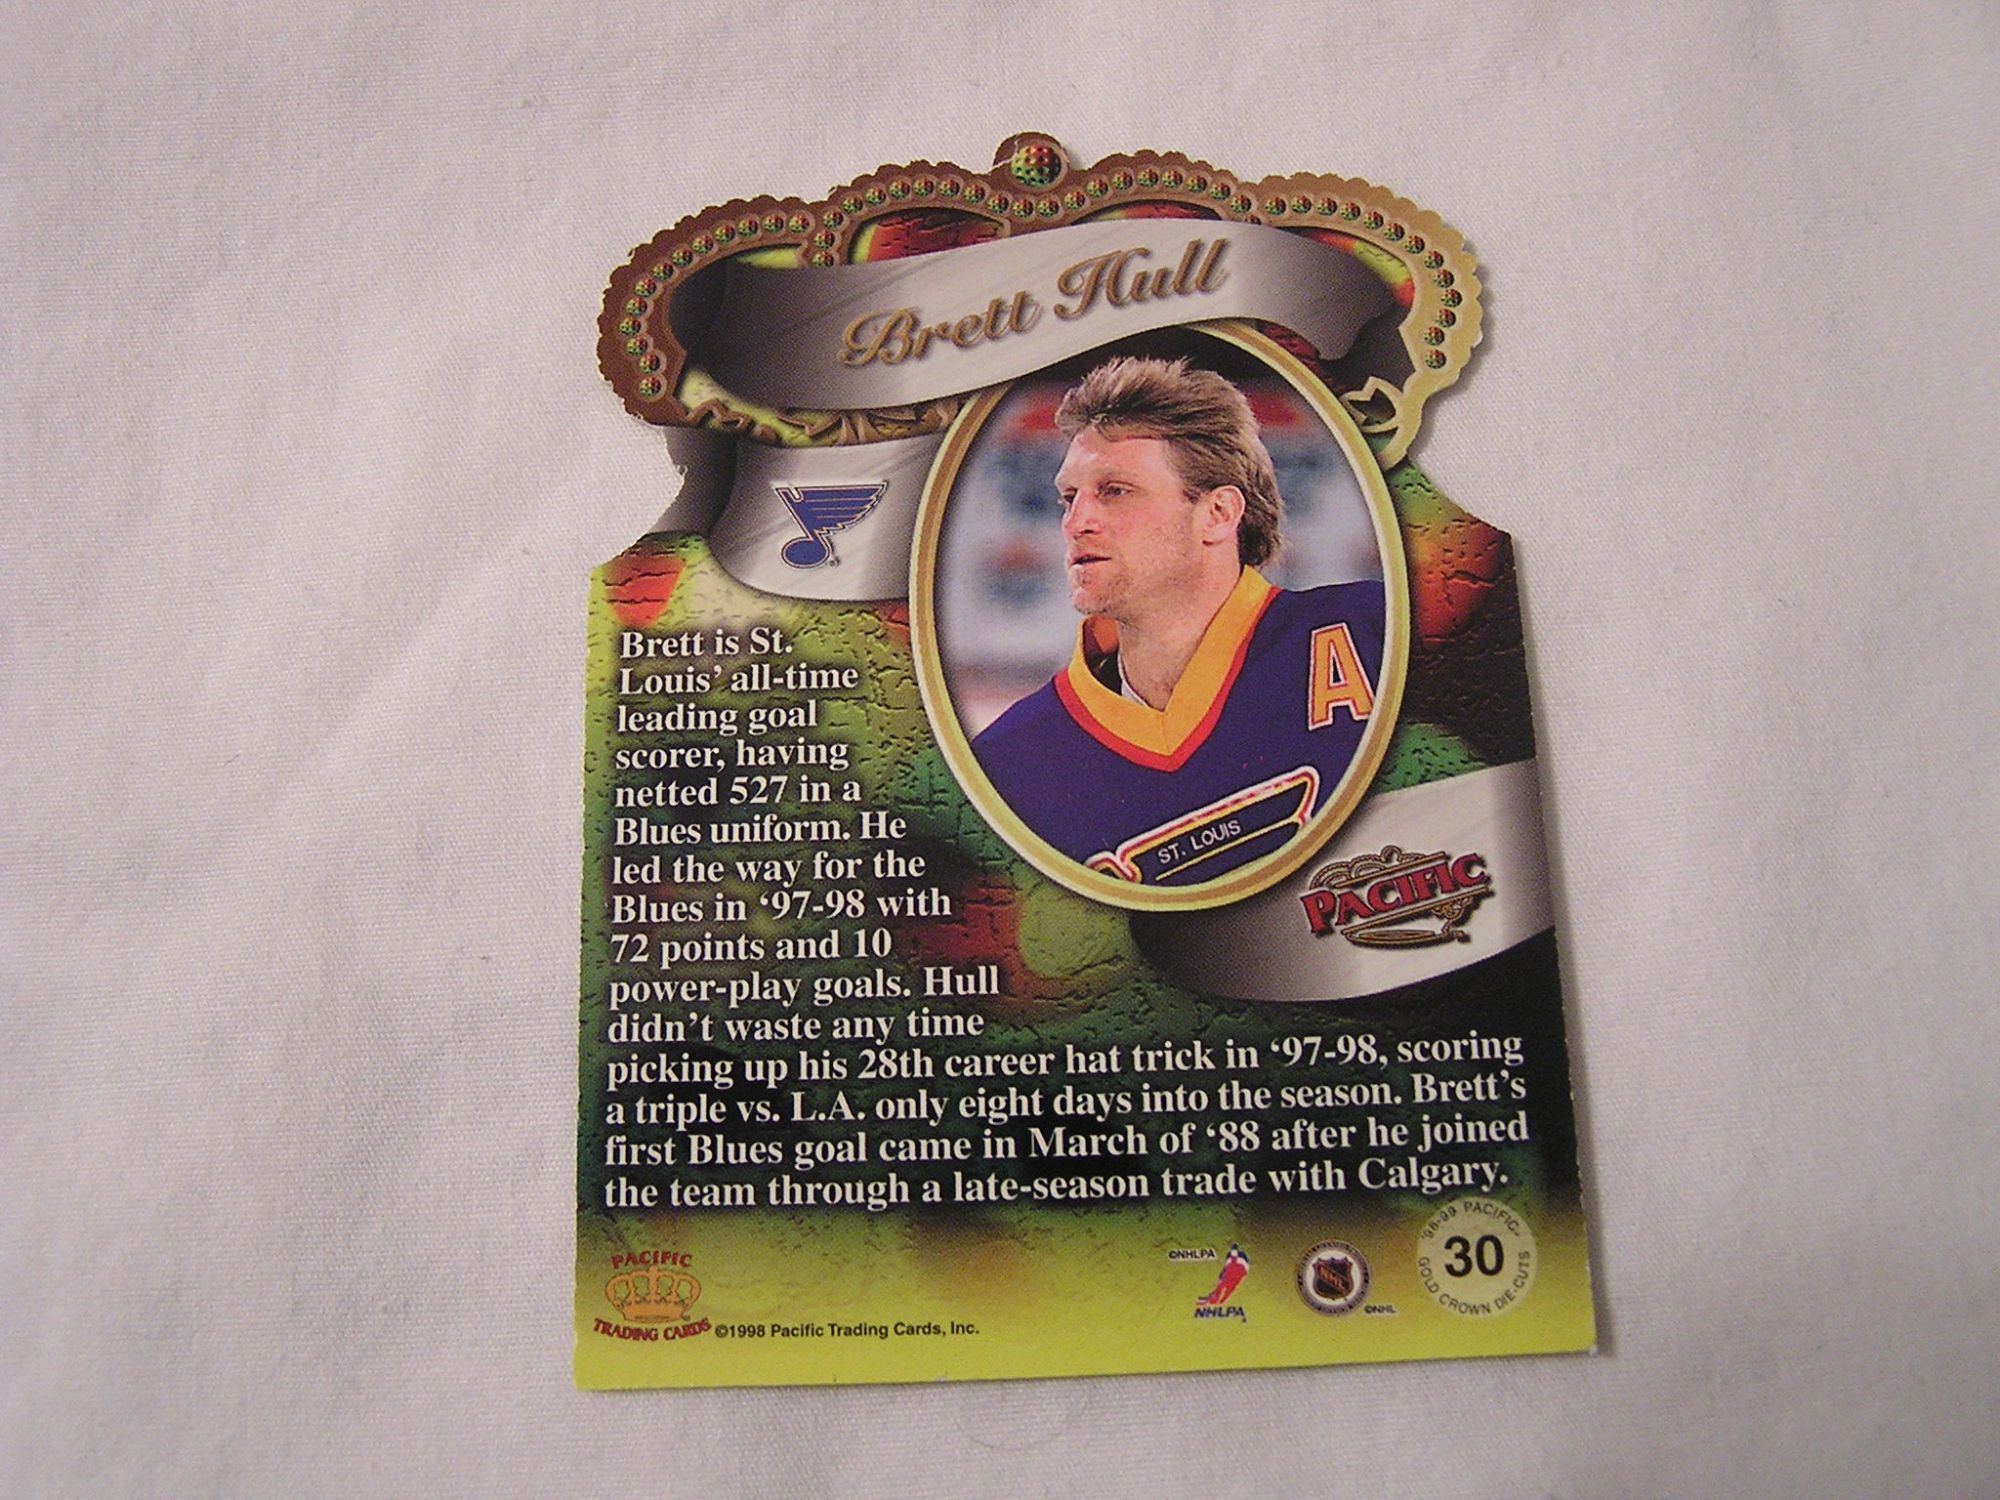 Brett Hull
Brett is St.
Louis' all-time
leading goal
scorer, having
netted 527 in a
Blues uniform. He
led the way for the
Blues in ‘97-98 with
72 points and 10
power-play goals. Hull
didn't waste any time
picking up his 28th career hat trick in ‘97-98, scoring
a triple vs. L.A. only eight days into the season. Brett's
first Blues goal came in March of ‘88 after he joined
the team through a late-season trade with Calgary.
A
ST. LOUIS
PACIFIC
PACIFIC
TRADING CARDS
©1998 Pacific Trading Cards, Inc.
©NHLPA
NHLPA
NHL
©NHL
‘98-99 PACIFIC-
30
GOLD CROWN DIE-CUTS